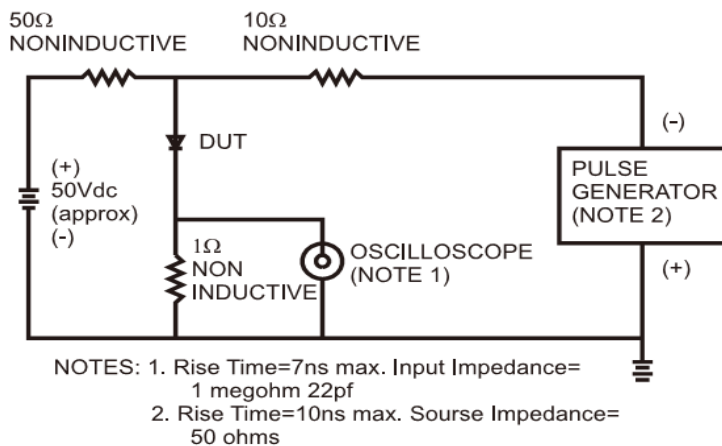 50Ω
NONINDUCTIVE
10Ω
NONINDUCTIVE
DUT
(+)
50Vdc
(approx)
(-)
1Ω
NON
INDUCTIVE
OSCILLOSCOPE
(NOTE 1)
(-)
PULSE
GENERATOR
(NOTE 2)
(+)
NOTES: 1. Rise Time=7ns max. Input Impedance=
1 megohm 22pf
2. Rise Time=10ns max. Sourse Impedance=
50 ohms